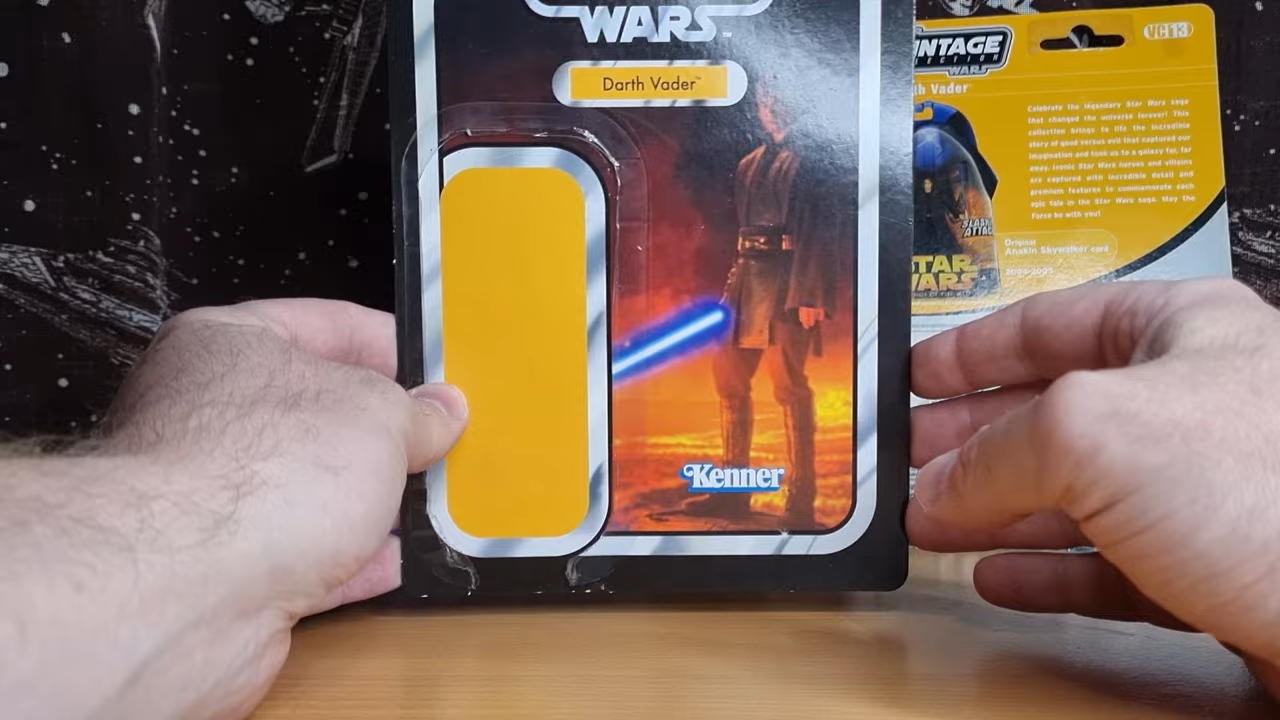 WARS™
Darth Vader™
Kenner
VC13
WARS
Vader™
Celebrate the legendary Star Wars saga
that changed the universe forever! This
collection brings to life the incredible
story of good versus evil that captured our
imagination and took us to a galaxy far, far
away. Iconic Star Wars heroes and villains
are captured with incredible detail and
premium features to commemorate each
epic tale in the Star Wars saga. May the
Force be with you!
Original
Anakin Skywalker card
2004-2005
STAR
WARS